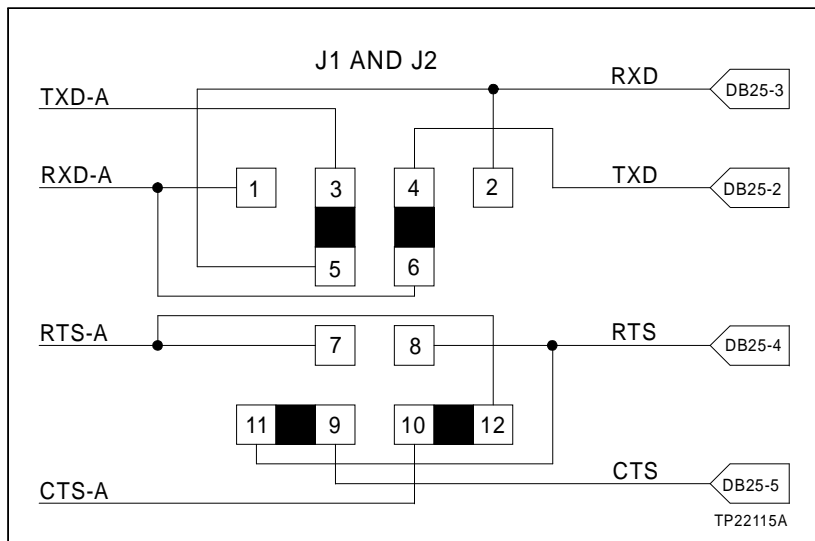 J1 AND J2
TXD-A
RXD
DB25-3
RXD-A
1
3
4
2
TXD
DB25-2
5
6
RTS-A
7
8
RTS
DB25-4
11
9
10
12
CTS-A
CTS
DB25-5
TP22115A